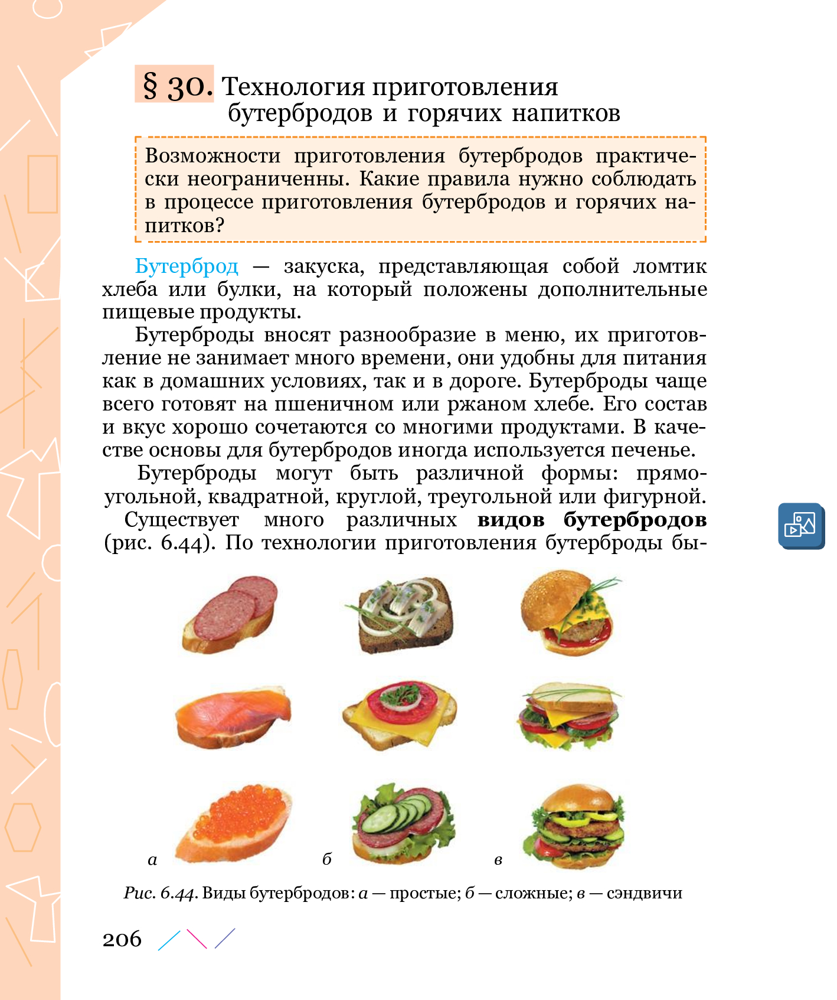 § 30. Технология приготовления
бутербродов и горячих напитков
Возможности приготовления бутербродов практиче-
ски неограниченны. Какие правила нужно соблюдать
в процессе приготовления бутербродов и горячих на-
питков?
Бутерброд — закуска, представляющая собой ломтик
хлеба или булки, на который положены дополнительные
пищевые продукты.
Бутерброды вносят разнообразие в меню, их приготов-
ление не занимает много времени, они удобны для питания
как в домашних условиях, так и в дороге. Бутерброды чаще
всего готовят на пшеничном или ржаном хлебе. Его состав
и вкус хорошо сочетаются со многими продуктами. В каче-
стве основы для бутербродов иногда используется печенье.
Бутерброды могут быть различной формы: прямо-
угольной, квадратной, круглой, треугольной или фигурной.
Существует много различных видов бутербродов
(рис. 6.44). По технологии приготовления бутерброды бы-
а
б
в
Рис. 6.44. Виды бутербродов: а — простые; б — сложные; в — сэндвичи
206